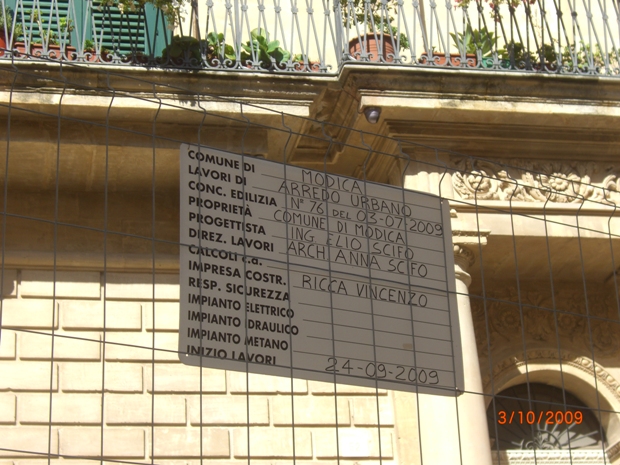 COMUNE DI MODICA
LAVORI DI ARREDO URBANO
CONC. EDILIZIA N° 76 DEL 03-07-2009
PROPRIETÀ COMUNE DI MODICA
PROGETTISTA ING ELIO SCIFO
DIREZ. LAVORI ARCH ANNA SCIFO
CALCOLI c.a.
IMPRESA COSTR. RICCA VINCENZO
RESP. SICUREZZA
IMPIANTO ELETTRICO
IMPIANTO IDRAULICO
IMPIANTO METANO
INIZIO LAVORI 24-09-2009
3/10/2009